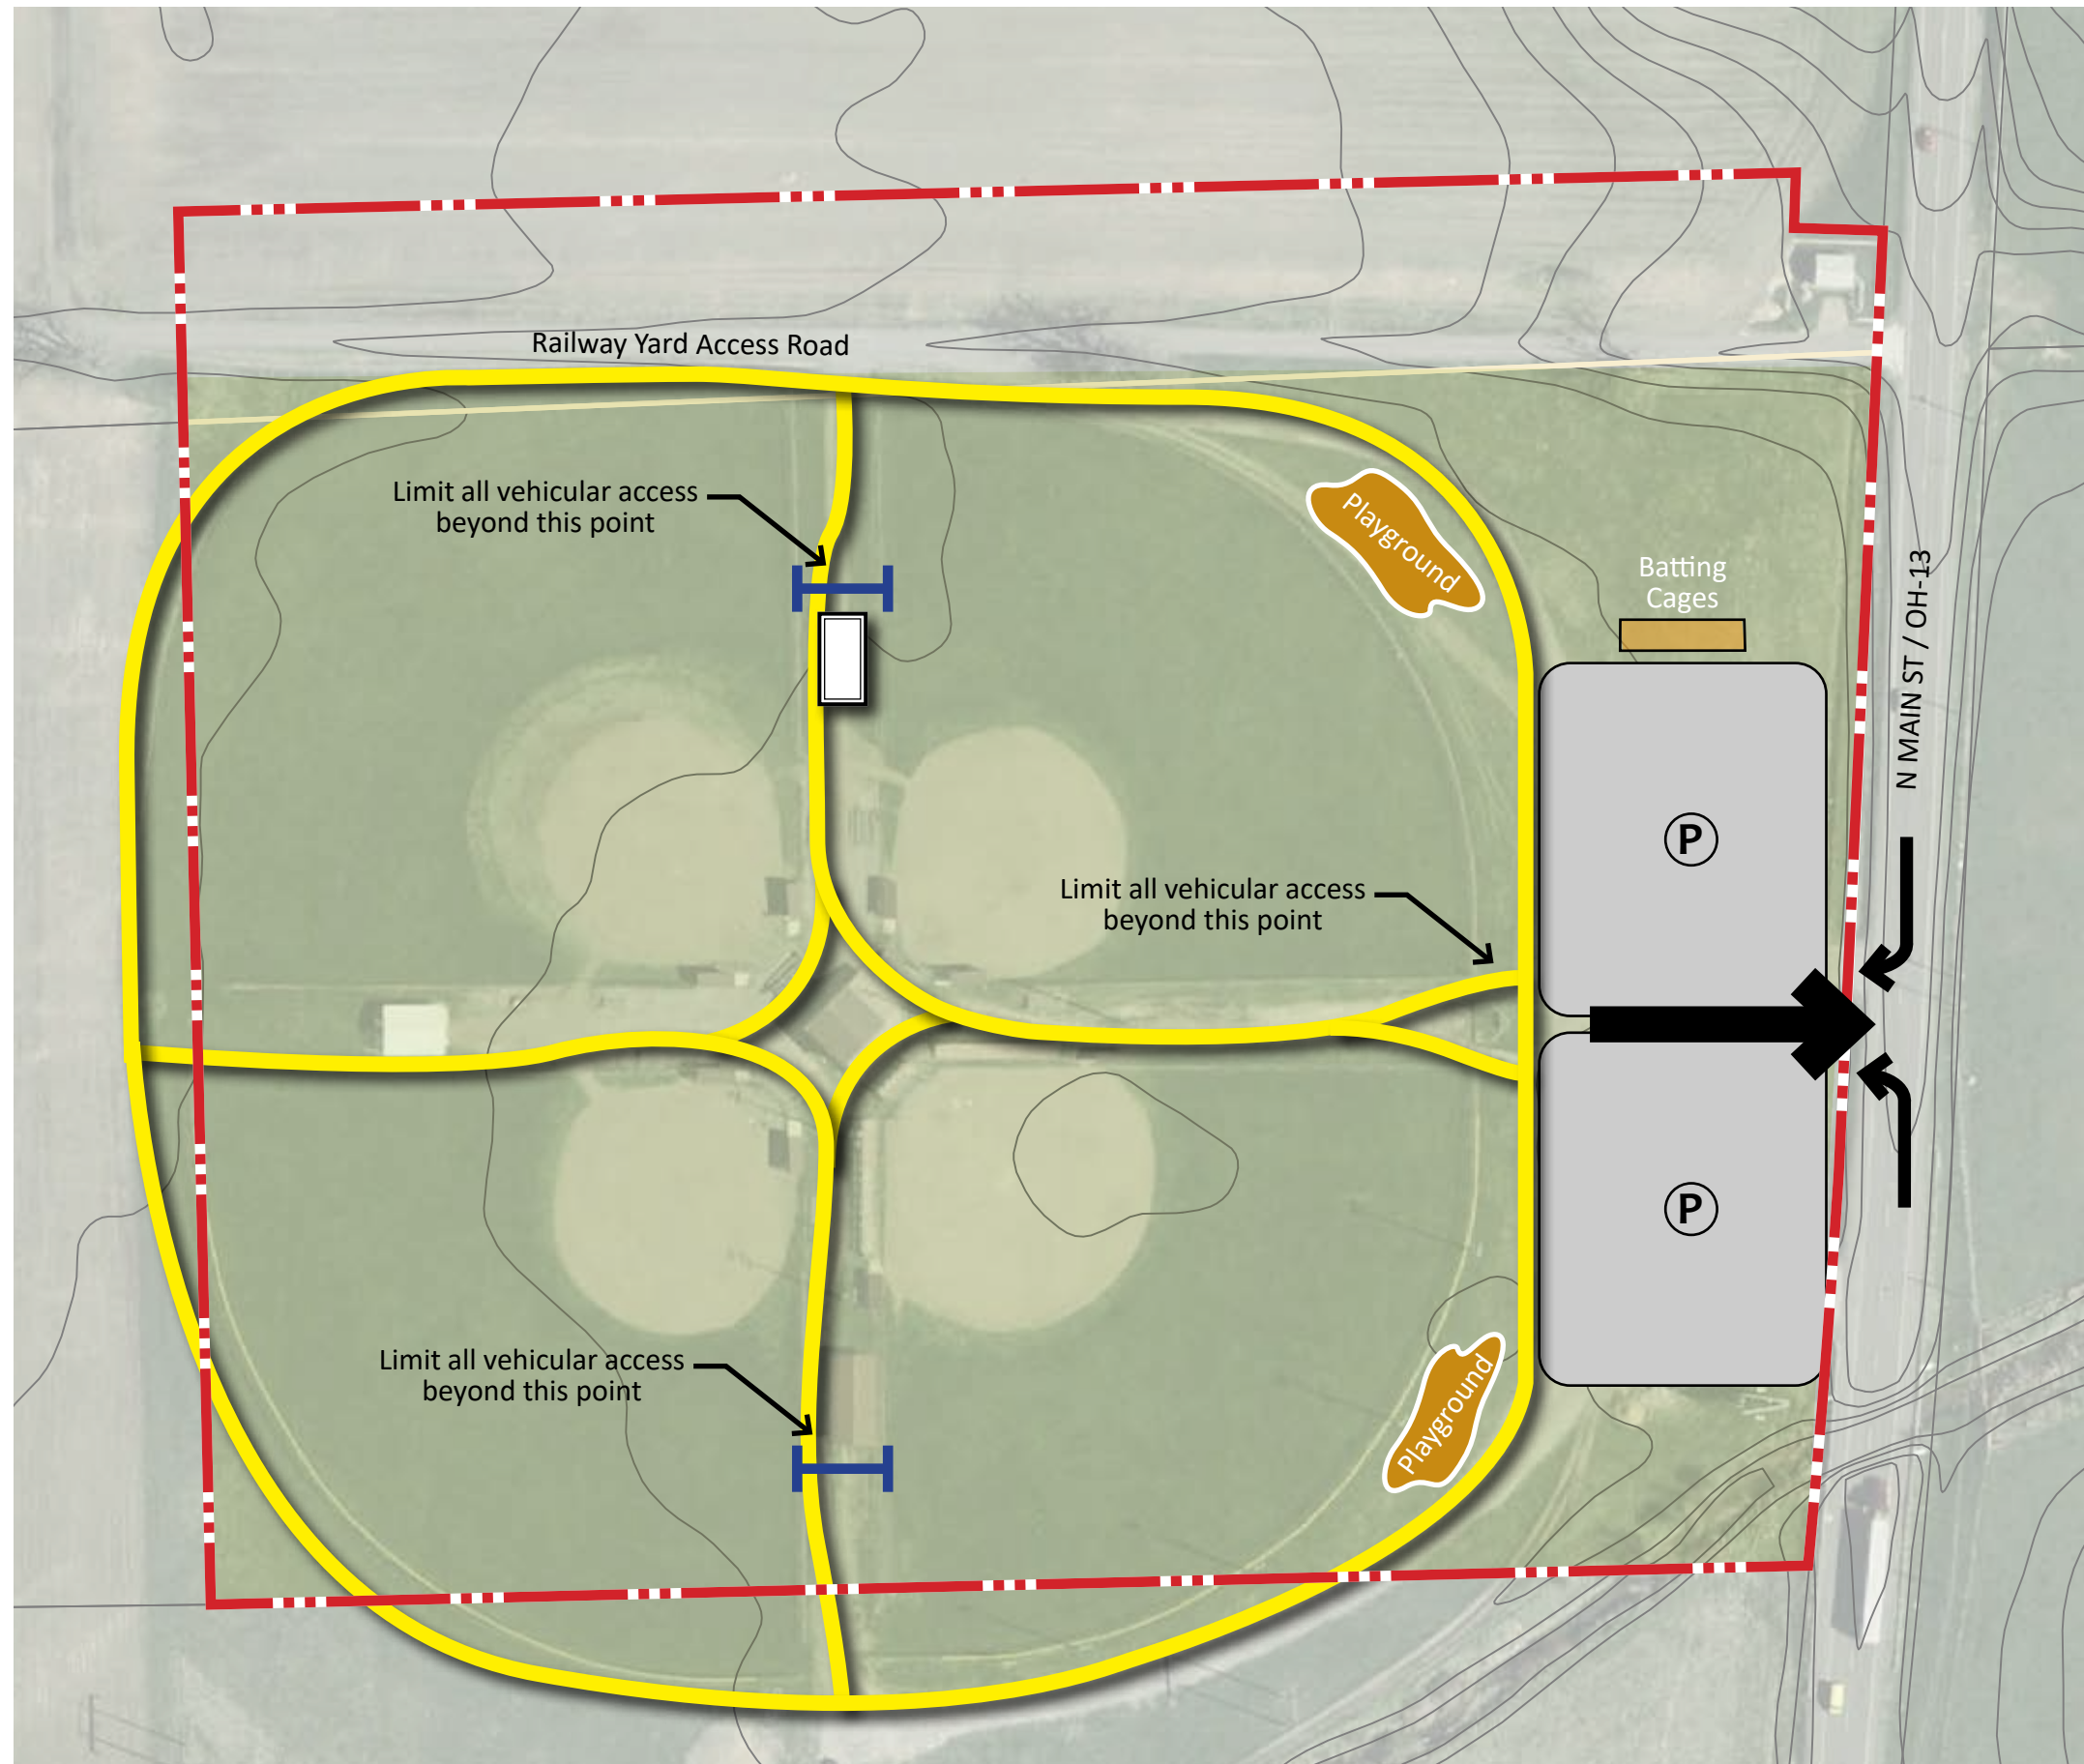 Railway Yard Access Road
Limit all vehicular access
beyond this point
Playground
Batting
Cages
N MAIN ST / OH-13
P
Limit all vehicular access
beyond this point
P
Limit all vehicular access
beyond this point
Playground